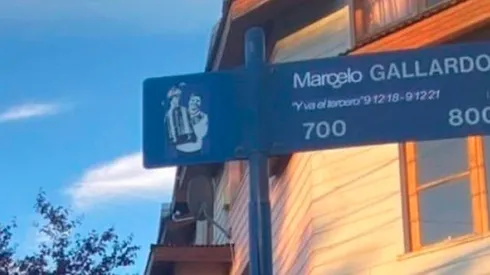 Marcelo GALLARDO
"Y va el tercero" 9·12·18 - 9·12·21
700 800